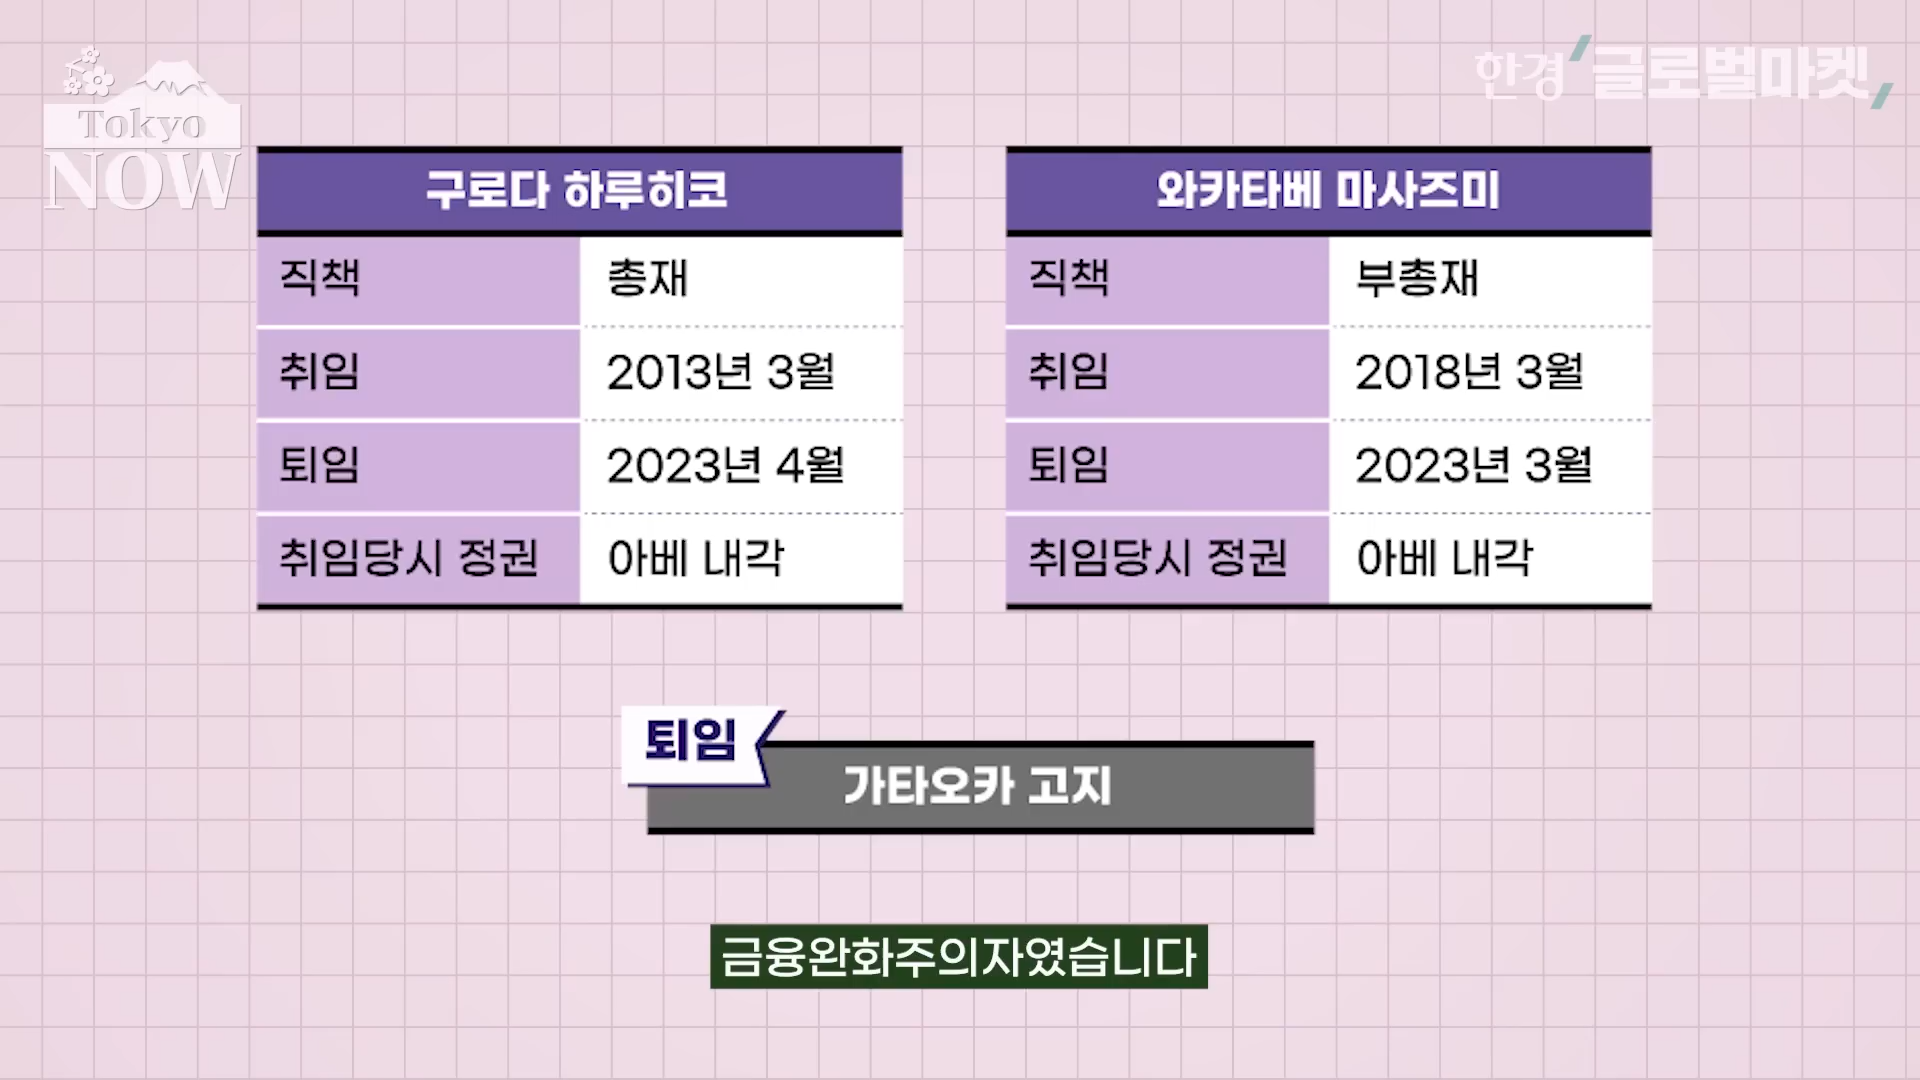 Tokyo
NOW
한경 글로벌마켓
구로다 하루히코
직책 총재
취임 2013년 3월
퇴임 2023년 4월
취임당시 정권 아베 내각
와카타베 마사즈미
직책 부총재
취임 2018년 3월
퇴임 2023년 3월
취임당시 정권 아베 내각
퇴임
가타오카 고지
금융완화주의자였습니다